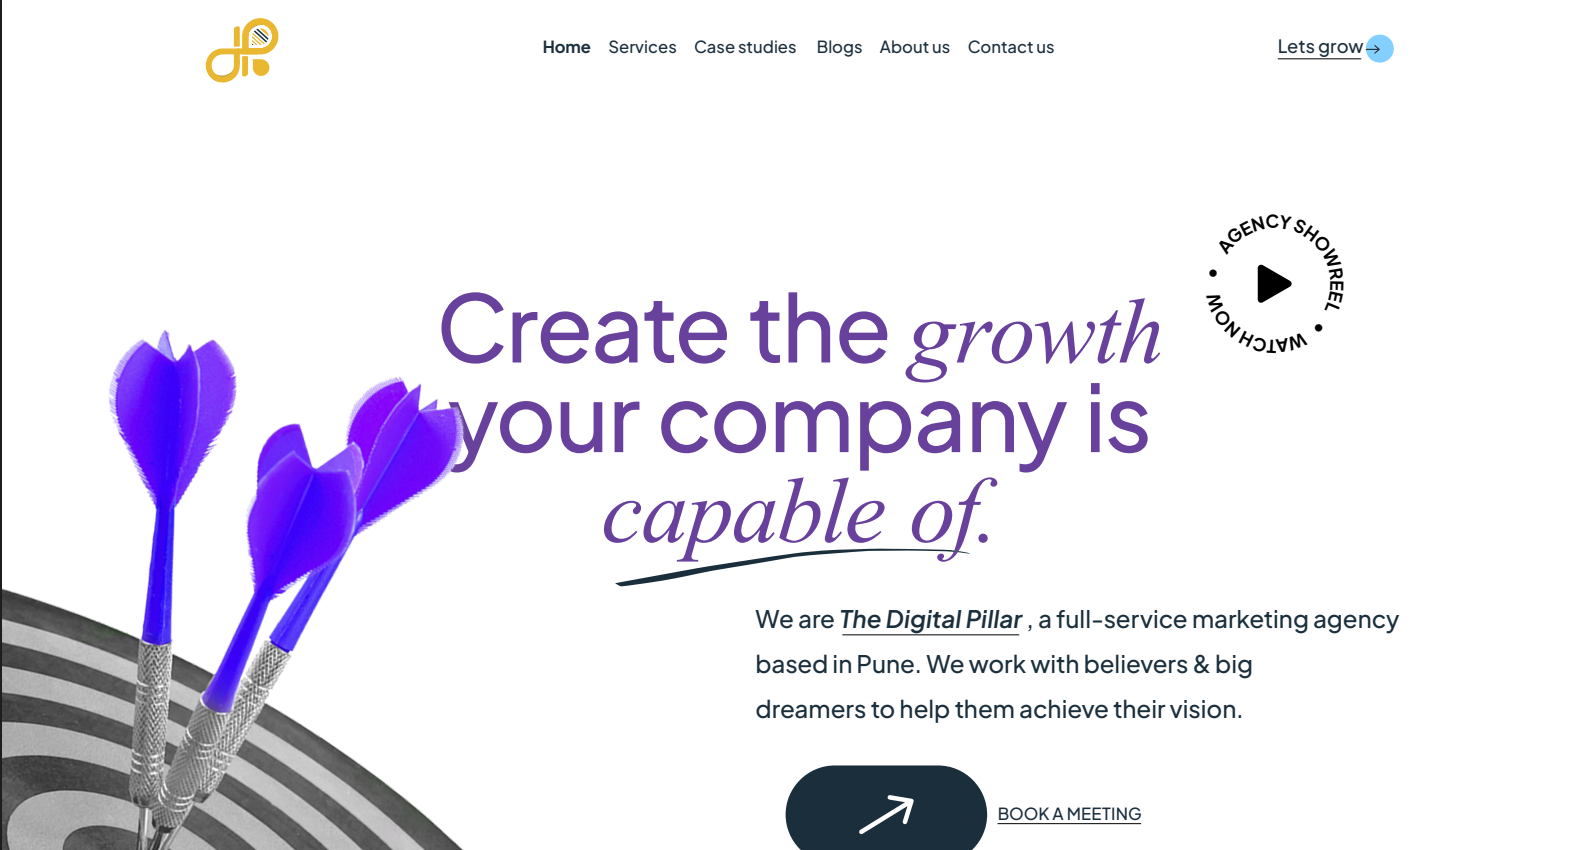 Home Services Case studies Blogs About us Contact us
Lets grow
AGENCY SHOWREEL • WATCH NOW •
Create the growth
your company is
capable of.
We are The Digital Pillar , a full-service marketing agency
based in Pune. We work with believers & big
dreamers to help them achieve their vision.
BOOK A MEETING